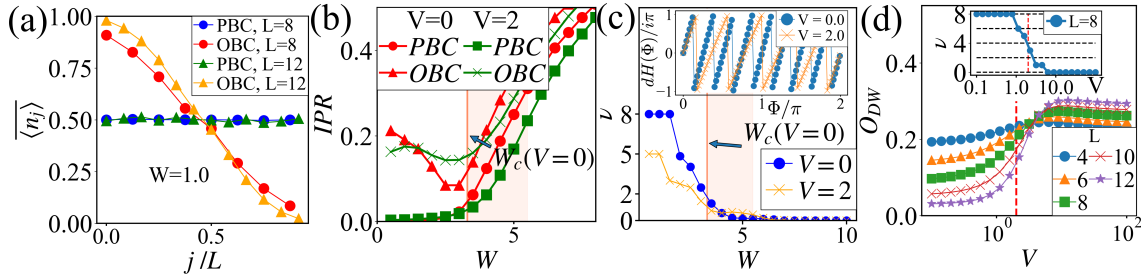 (a)
1.00
0.75
0.50
0.25
0.00
⟨n_j⟩
PBC, L=8
OBC, L=8
PBC, L=12
OBC, L=12
W=1.0
0.0
0.5
j/L
(b)
V=0 V=2
PBC PBC
OBC OBC
0.4
0.2
0.0
IPR
W_c(V=0)
5
W
(c)
dH(Φ)/iπ
1
0
-1
V = 0.0
V = 2.0
0 1 2
Φ/π
8
5
2
0
ν
W_c(V=0)
V=0
V=2
0 5 10
W
(d)
ν
8
6
4
2
0
L=8
0.1 1.0 10.0 V
0.4
0.2
0.0
O_DW
L
4 10
6 12
8
10^0 10^2
V